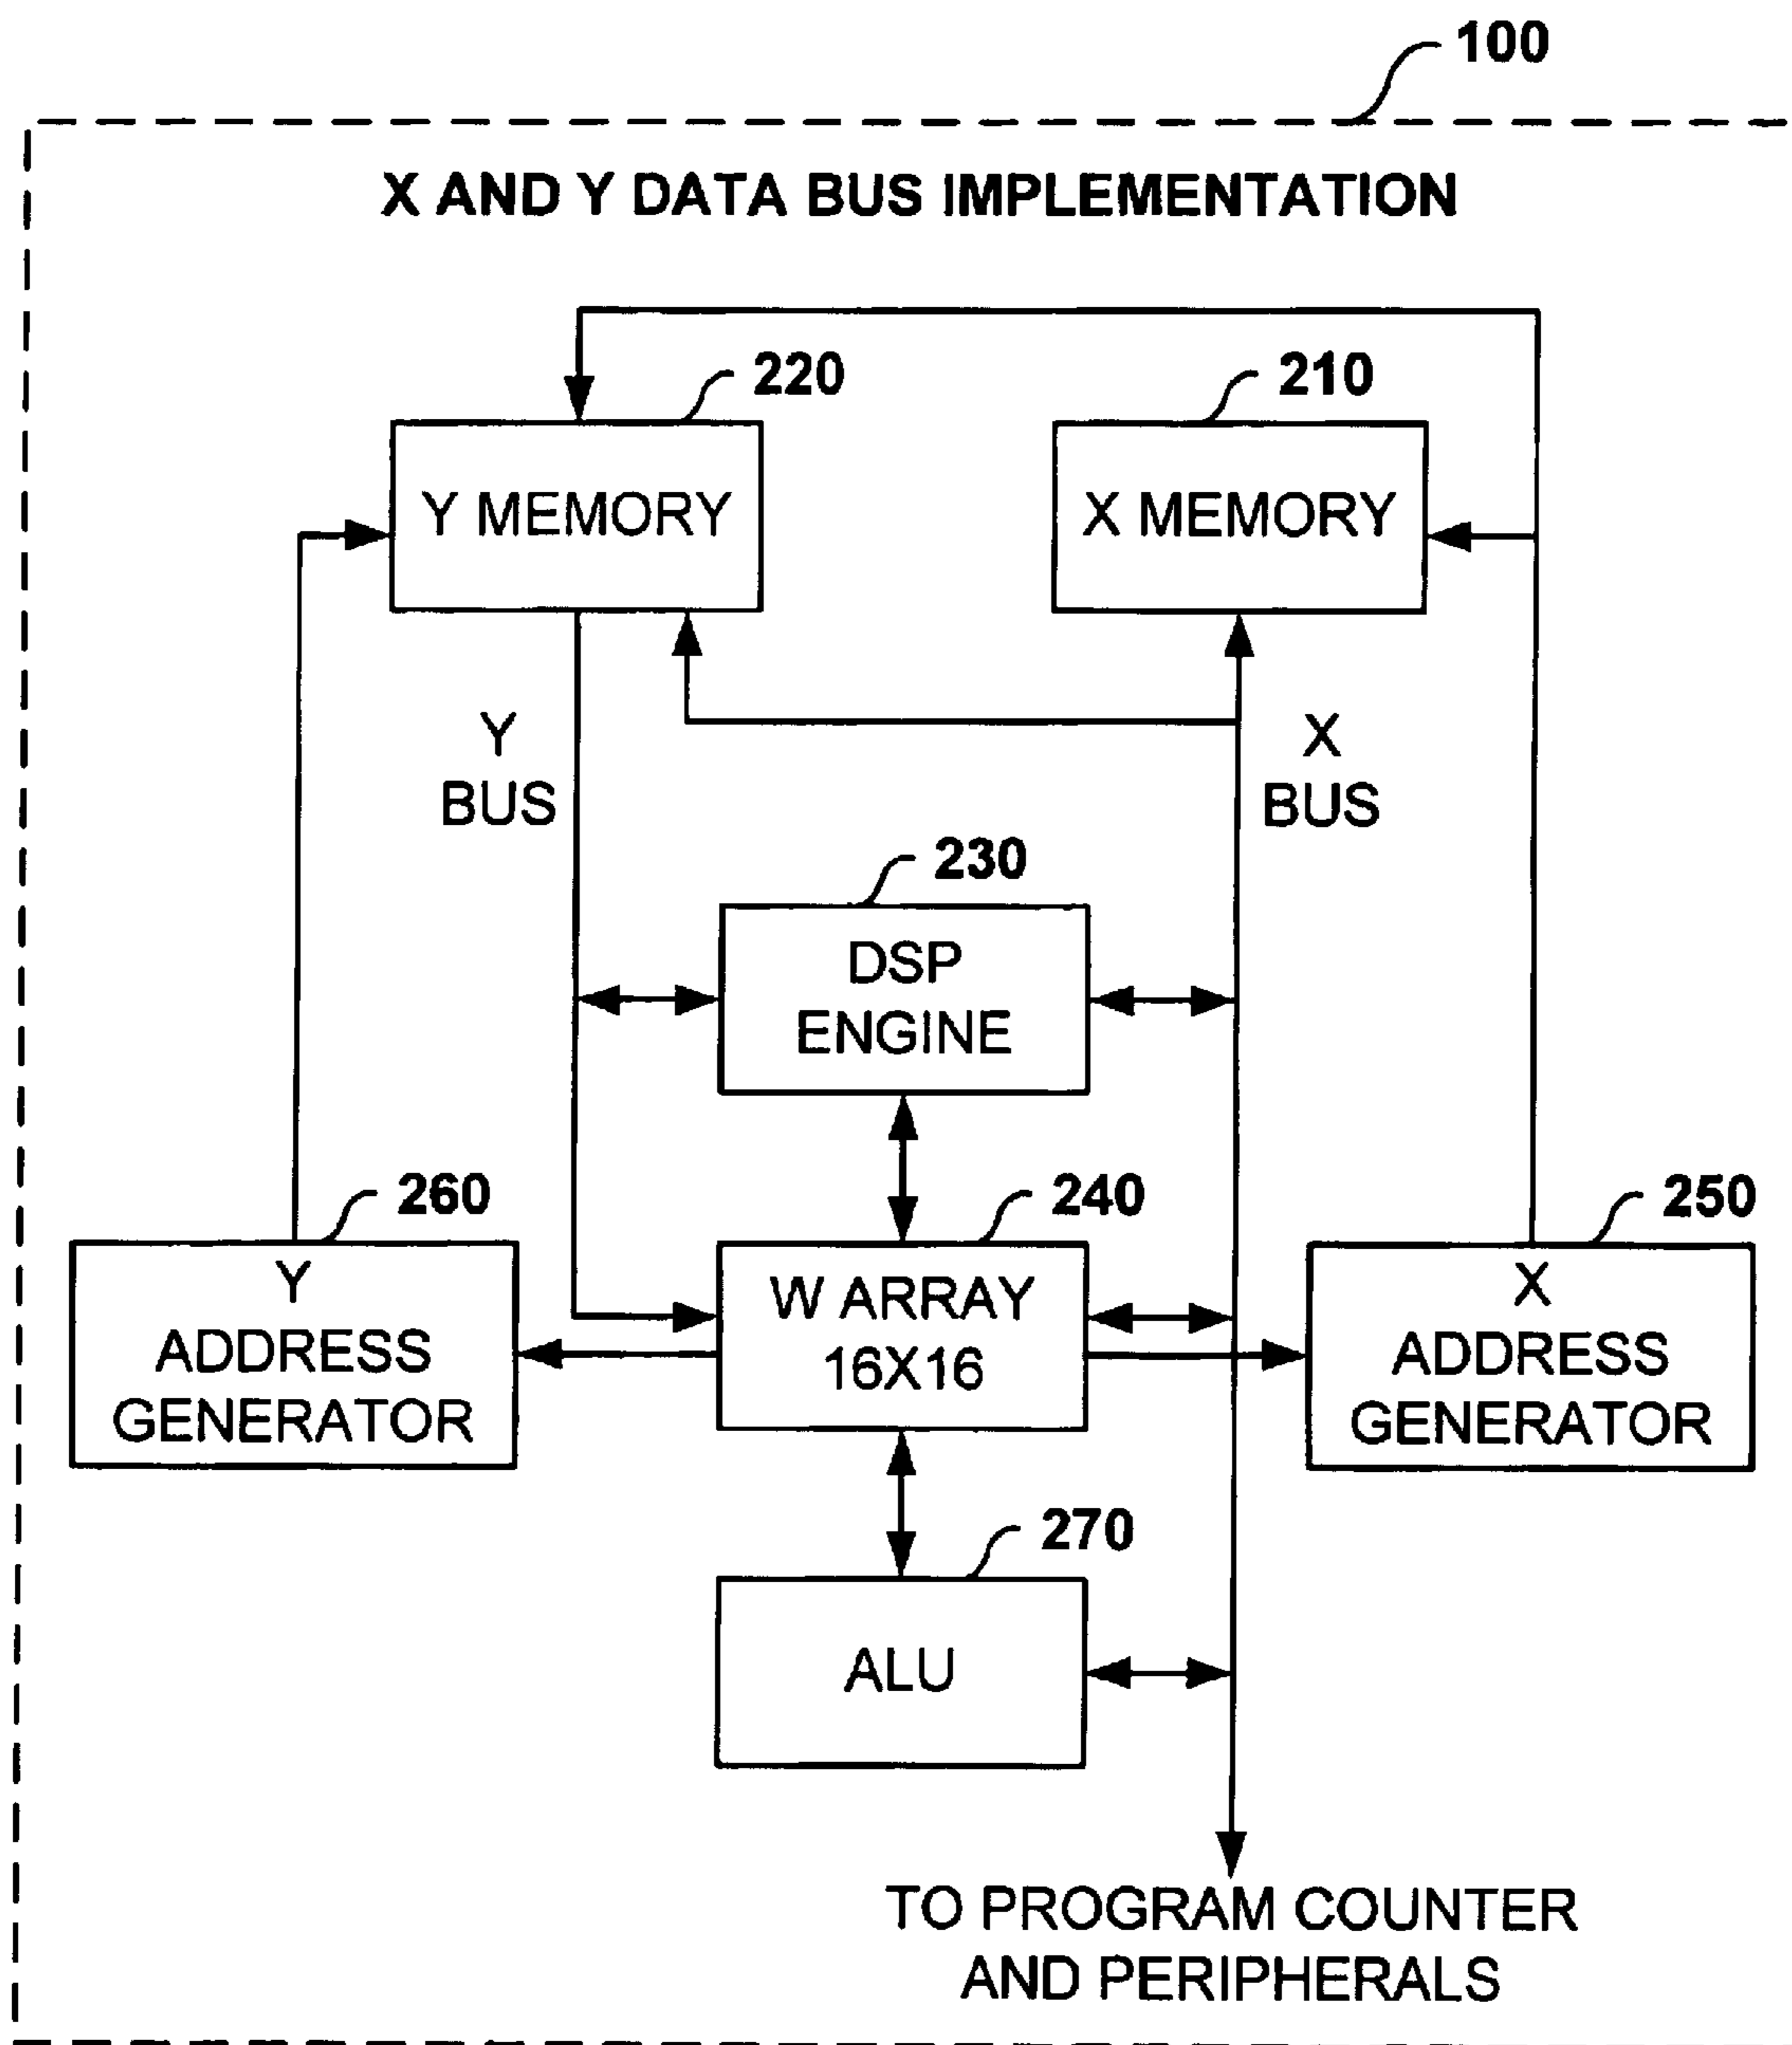 100
X AND Y DATA BUS IMPLEMENTATION
220
210
Y MEMORY
X MEMORY
Y
BUS
X
BUS
230
DSP
ENGINE
260
240
250
Y
ADDRESS
GENERATOR
W ARRAY
16X16
X
ADDRESS
GENERATOR
270
ALU
TO PROGRAM COUNTER
AND PERIPHERALS